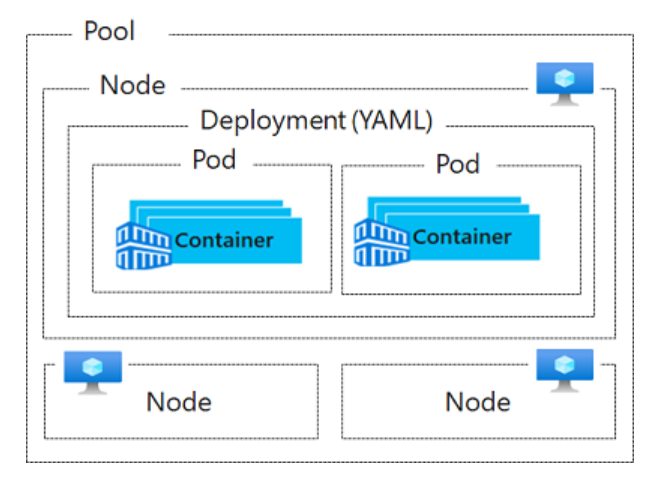 Pool
Node
Deployment (YAML)
Pod
Pod
Container
Container
Node
Node